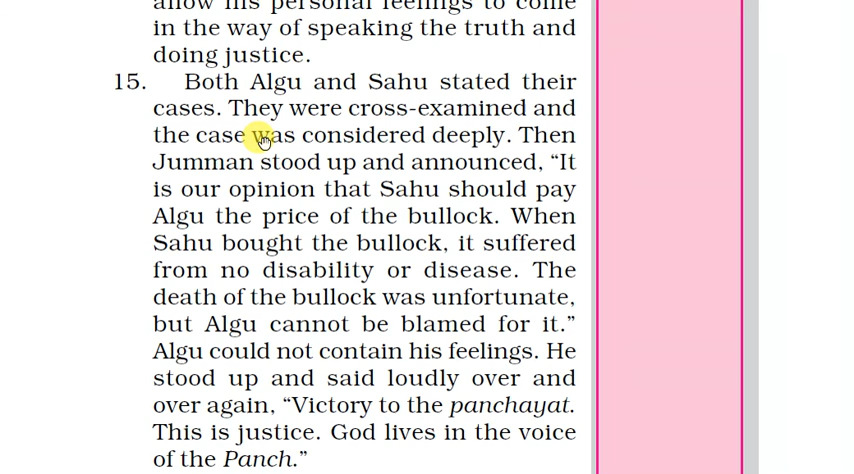 allow his personal feelings to come
in the way of speaking the truth and
doing justice.
15. Both Algu and Sahu stated their
cases. They were cross-examined and
the case was considered deeply. Then
Jumman stood up and announced, “It
is our opinion that Sahu should pay
Algu the price of the bullock. When
Sahu bought the bullock, it suffered
from no disability or disease. The
death of the bullock was unfortunate,
but Algu cannot be blamed for it.”
Algu could not contain his feelings. He
stood up and said loudly over and
over again, “Victory to the panchayat.
This is justice. God lives in the voice
of the Panch.”